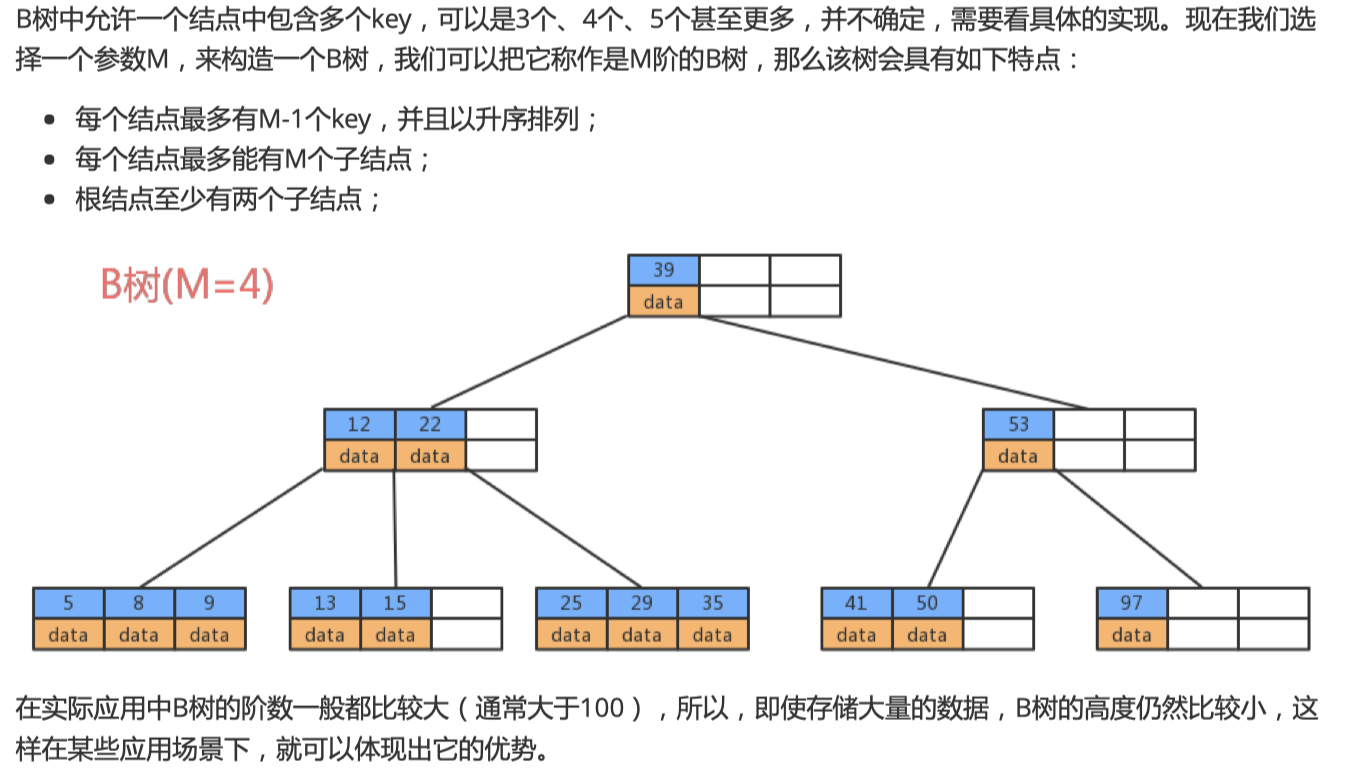 B树中允许一个结点中包含多个key，可以是3个、4个、5个甚至更多，并不确定，需要看具体的实现。现在我们选
择一个参数M，来构造一个B树，我们可以把它称作是M阶的B树，那么该树会具有如下特点：
每个结点最多有M-1个key，并且以升序排列；
每个结点最多能有M个子结点；
根结点至少有两个子结点；
B树(M=4)
39
data
12 22
data data
53
data
5 8 9
data data data
13 15
data data
25 29 35
data data data
41 50
data data
97
data
在实际应用中B树的阶数一般都比较大（通常大于100），所以，即使存储大量的数据，B树的高度仍然比较小，这
样在某些应用场景下，就可以体现出它的优势。